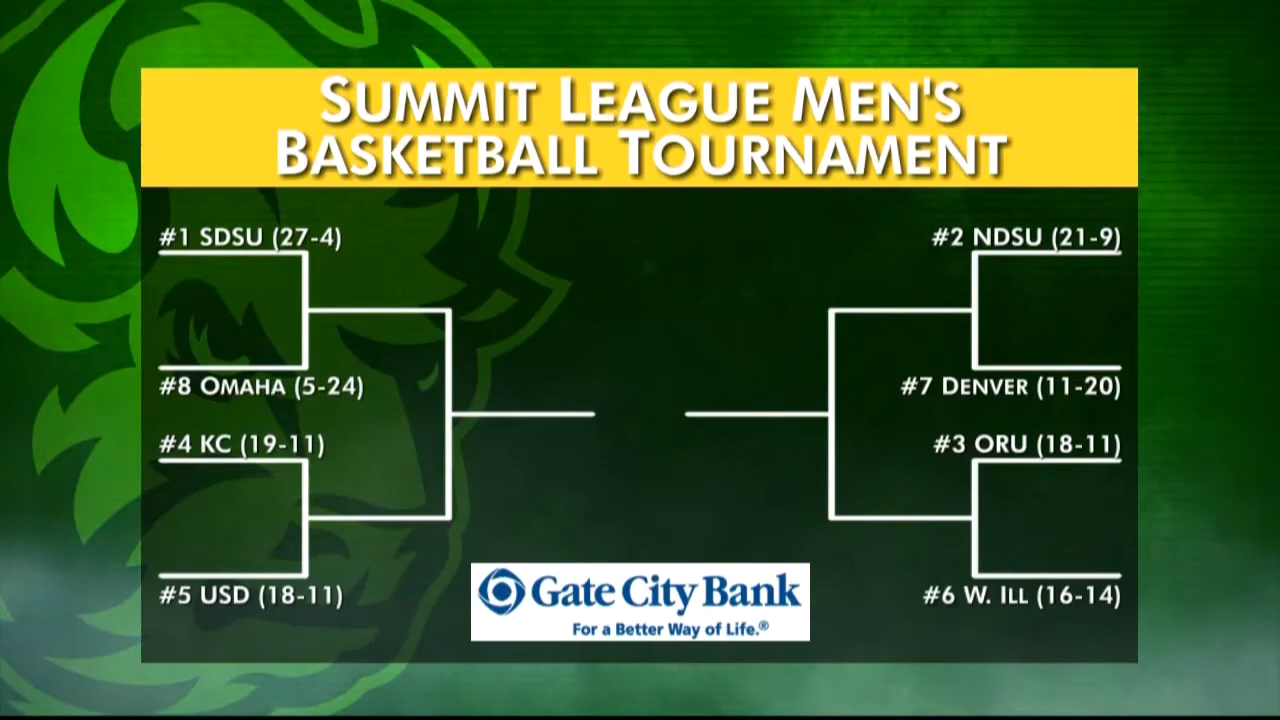 SUMMIT LEAGUE MEN'S
BASKETBALL TOURNAMENT
#1 SDSU (27-4)
#8 OMAHA (5-24)
#4 KC (19-11)
#5 USD (18-11)
#2 NDSU (21-9)
#7 DENVER (11-20)
#3 ORU (18-11)
#6 W. ILL (16-14)
Gate City Bank
For a Better Way of Life.®